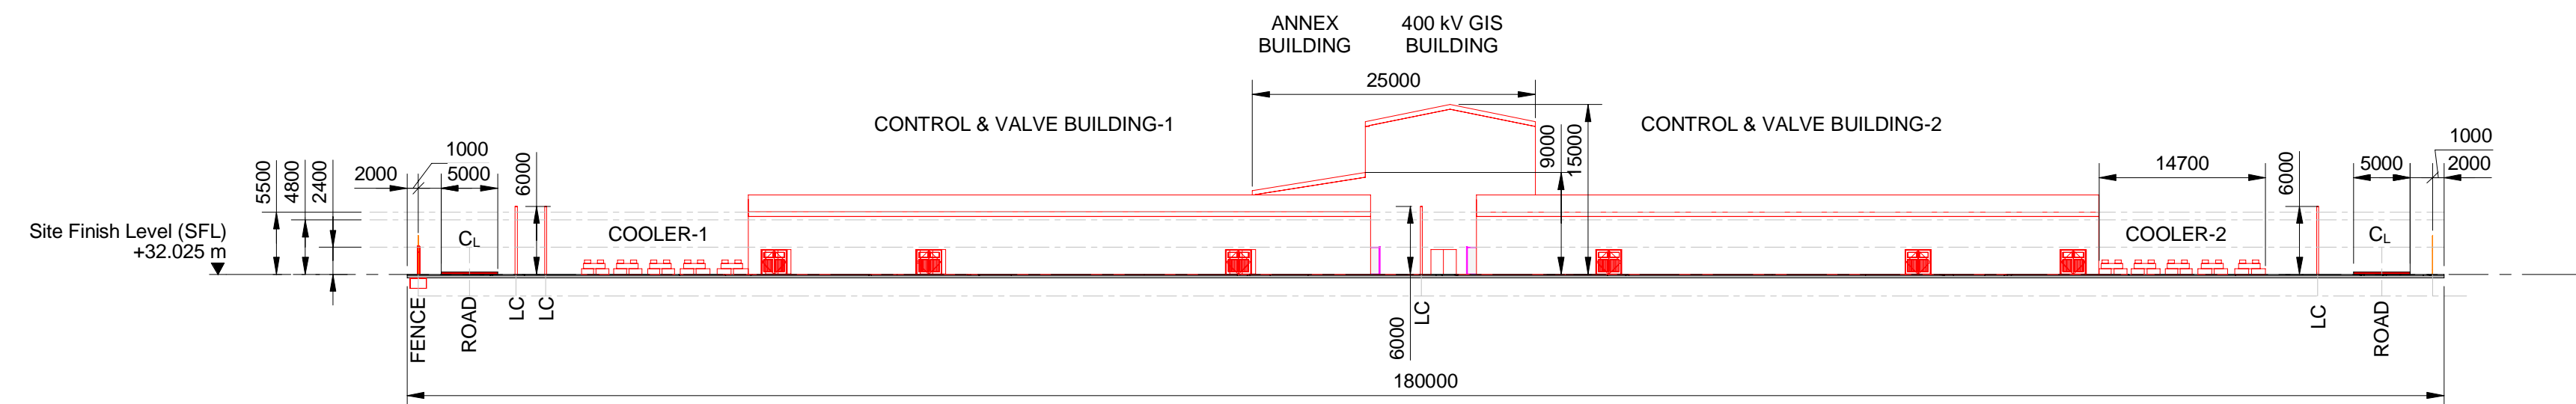 ANNEX
BUILDING
400 kV GIS
BUILDING
25000
CONTROL & VALVE BUILDING-1
CONTROL & VALVE BUILDING-2
1000
2000
5000
6000
5500
4800
2400
9000
15000
14700
6000
5000
1000
2000
Site Finish Level (SFL)
+32.025 m
CL
COOLER-1
COOLER-2
CL
FENCE
ROAD
LC
LC
6000
LC
LC
ROAD
180000